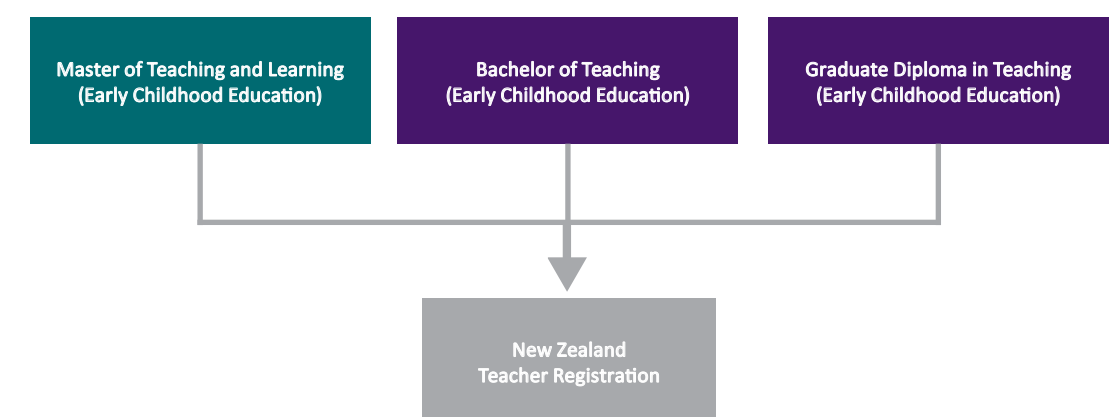 Master of Teaching and Learning
(Early Childhood Education)
Bachelor of Teaching
(Early Childhood Education)
Graduate Diploma in Teaching
(Early Childhood Education)
New Zealand
Teacher Registration